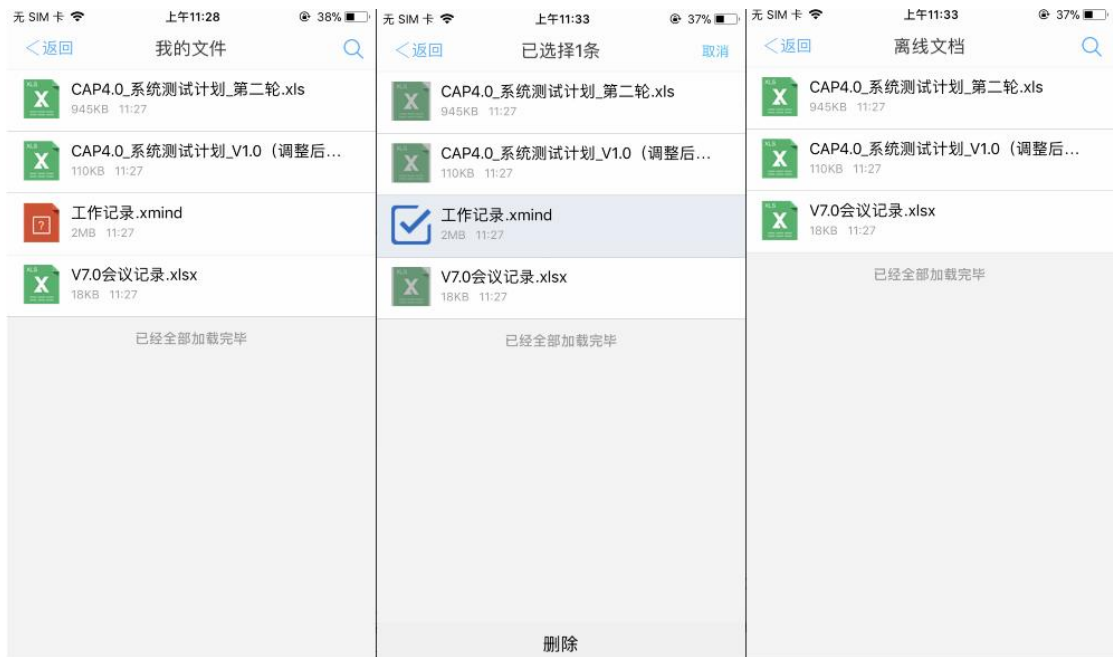 无 SIM 卡 上午11:28 38%
返回 我的文件
XLS X CAP4.0_系统测试计划_第二轮.xls
945KB 11:27
XLS X CAP4.0_系统测试计划_V1.0（调整后...
110KB 11:27
? 工作记录.xmind
2MB 11:27
XLS X V7.0会议记录.xlsx
18KB 11:27
已经全部加载完毕
无 SIM 卡 上午11:33 37%
返回 已选择1条 取消
XLS X CAP4.0_系统测试计划_第二轮.xls
945KB 11:27
XLS X CAP4.0_系统测试计划_V1.0（调整后...
110KB 11:27
工作记录.xmind
2MB 11:27
XLS X V7.0会议记录.xlsx
18KB 11:27
已经全部加载完毕
删除
无 SIM 卡 上午11:33 37%
返回 离线文档
XLS X CAP4.0_系统测试计划_第二轮.xls
945KB 11:27
XLS X CAP4.0_系统测试计划_V1.0（调整后...
110KB 11:27
XLS X V7.0会议记录.xlsx
18KB 11:27
已经全部加载完毕